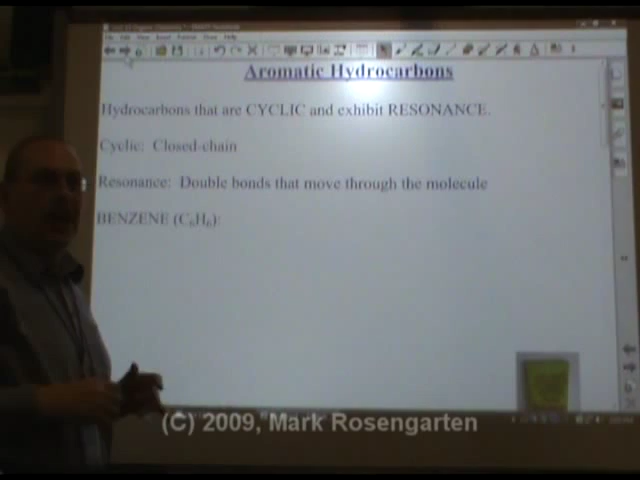 Aromatic Hydrocarbons
Hydrocarbons that are CYCLIC and exhibit RESONANCE.
Cyclic: Closed-chain
Resonance: Double bonds that move through the molecule
BENZENE (C₆H₆):
(C) 2009, Mark Rosengarten